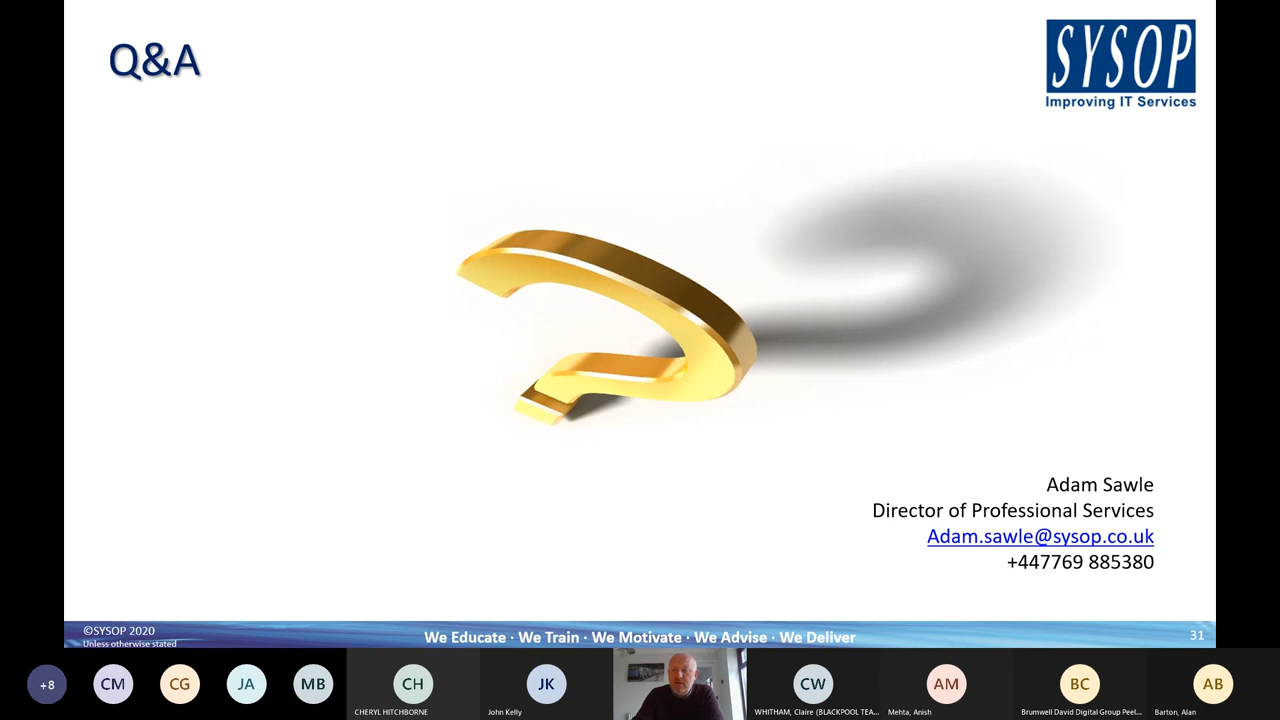 Q&A
SYSOP
Improving IT Services
Adam Sawle
Director of Professional Services
Adam.sawle@sysop.co.uk
+447769 885380
©SYSOP 2020
Unless otherwise stated
We Educate · We Train · We Motivate · We Advise · We Deliver
31
+8
CM
CG
JA
MB
CH
CHERYL HITCHBORNE
JK
John Kelly
CW
WHITHAM, Claire (BLACKPOOL TEA...
AM
Mehta, Anish
BC
Brumwell David Digital Group Peel...
AB
Barton, Alan